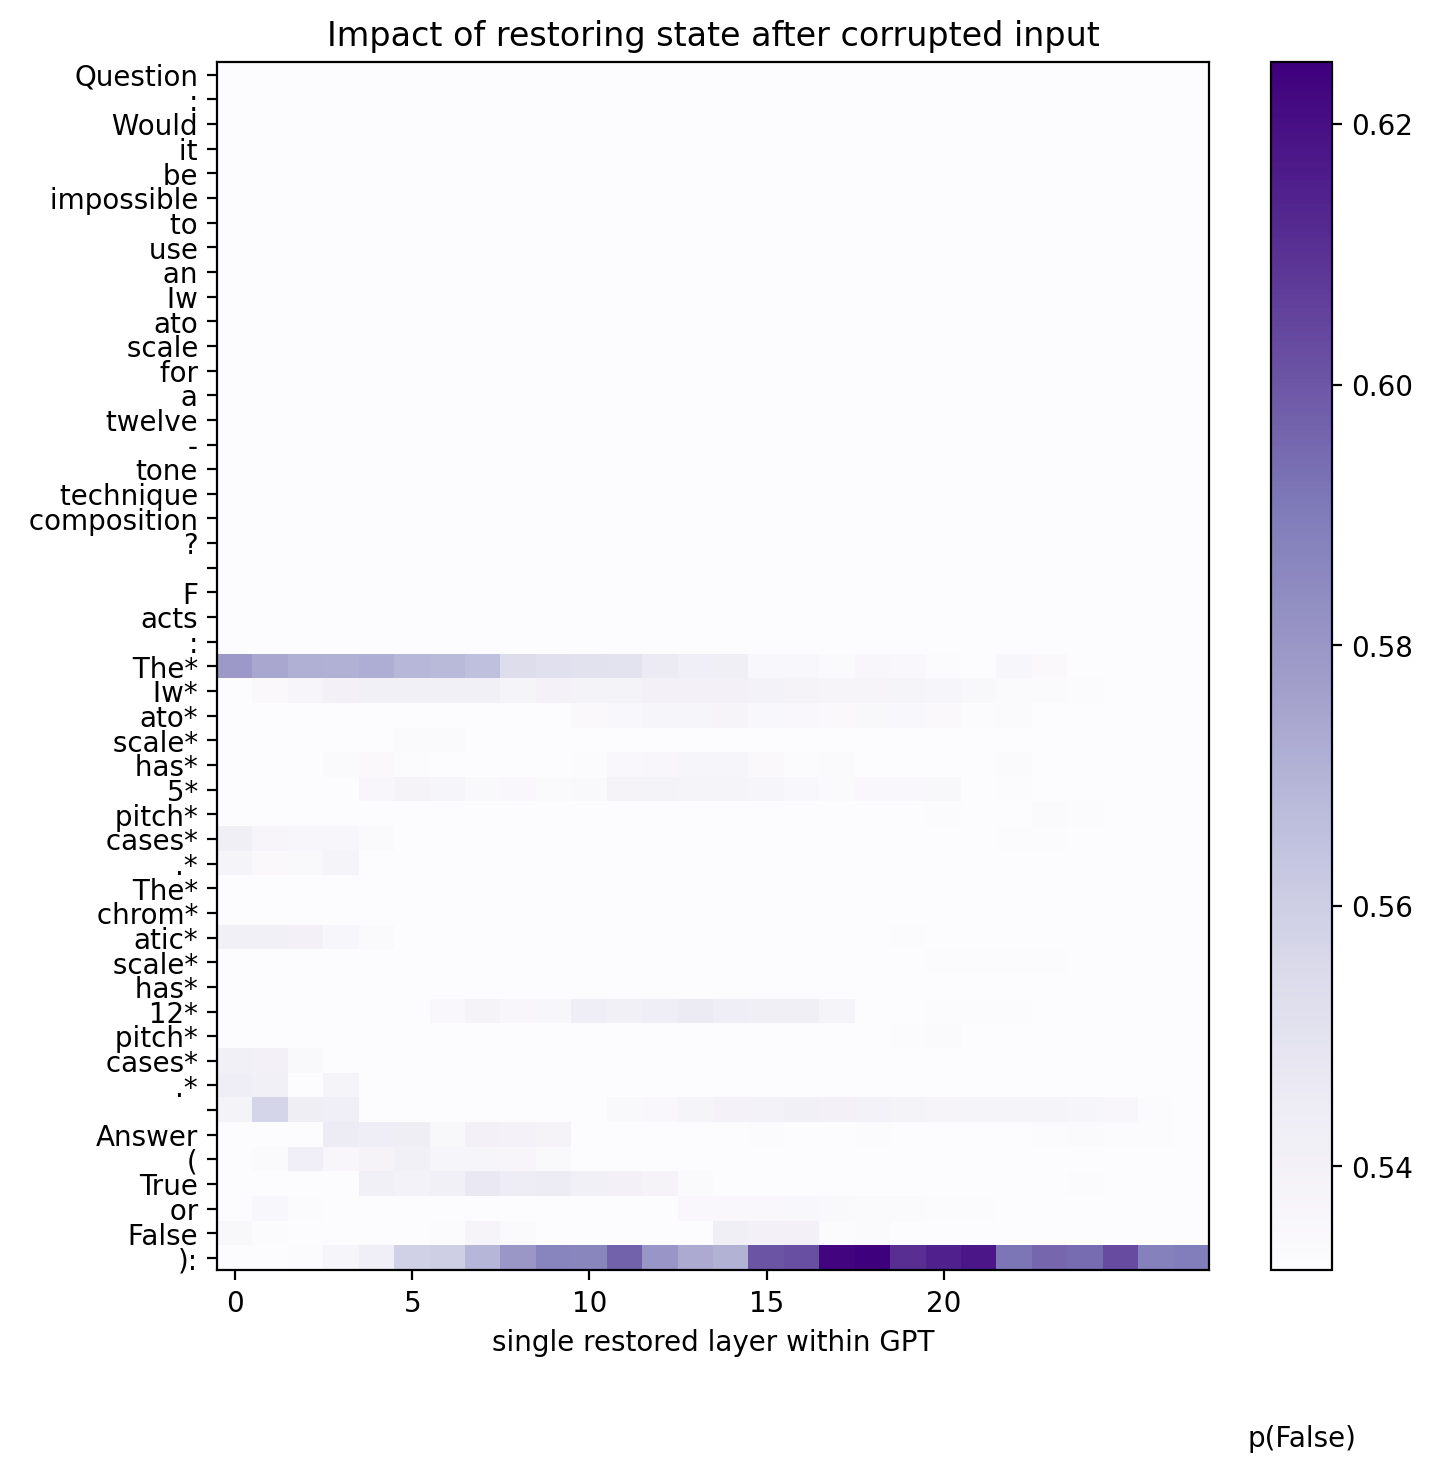 Impact of restoring state after corrupted input
Question
:
Would
it
be
impossible
to
use
an
Iw
ato
scale
for
a
twelve
-
tone
technique
composition
?
F
acts
:
The*
Iw*
ato*
scale*
has*
5*
pitch*
cases*
.*
The*
chrom*
atic*
scale*
has*
12*
pitch*
cases*
.*
Answer
(
True
or
False
):
0 5 10 15 20
single restored layer within GPT
0.62
0.60
0.58
0.56
0.54
p(False)